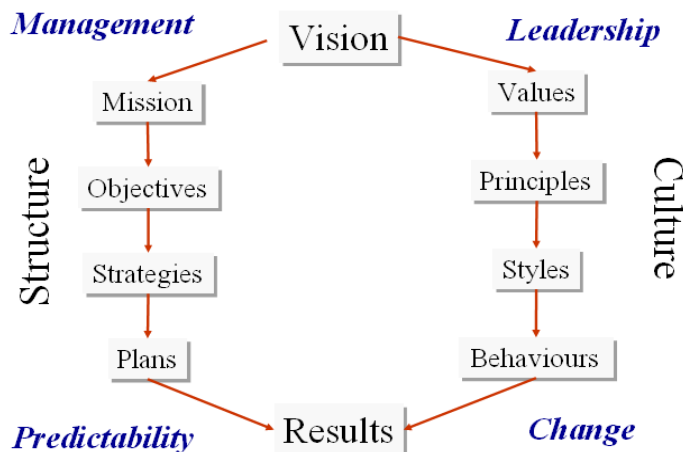 Management
Vision
Leadership
Mission
Values
Structure
Objectives
Principles
Culture
Strategies
Styles
Plans
Behaviours
Predictability
Results
Change